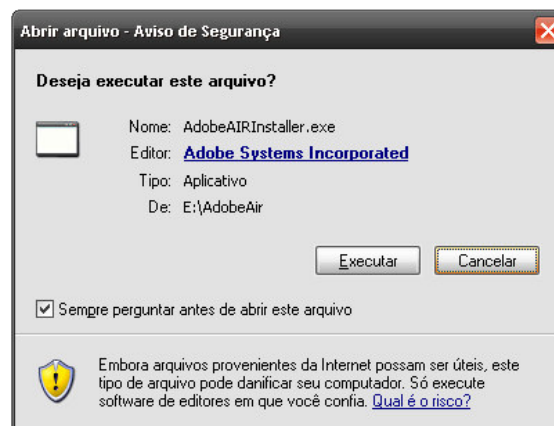 Abrir arquivo - Aviso de Segurança
Deseja executar este arquivo?
Nome: AdobeAIRInstaller.exe
Editor: Adobe Systems Incorporated
Tipo: Aplicativo
De: E:\AdobeAir
Executar Cancelar
Sempre perguntar antes de abrir este arquivo
Embora arquivos provenientes da Internet possam ser úteis, este
tipo de arquivo pode danificar seu computador. Só execute
software de editores em que você confia. Qual é o risco?